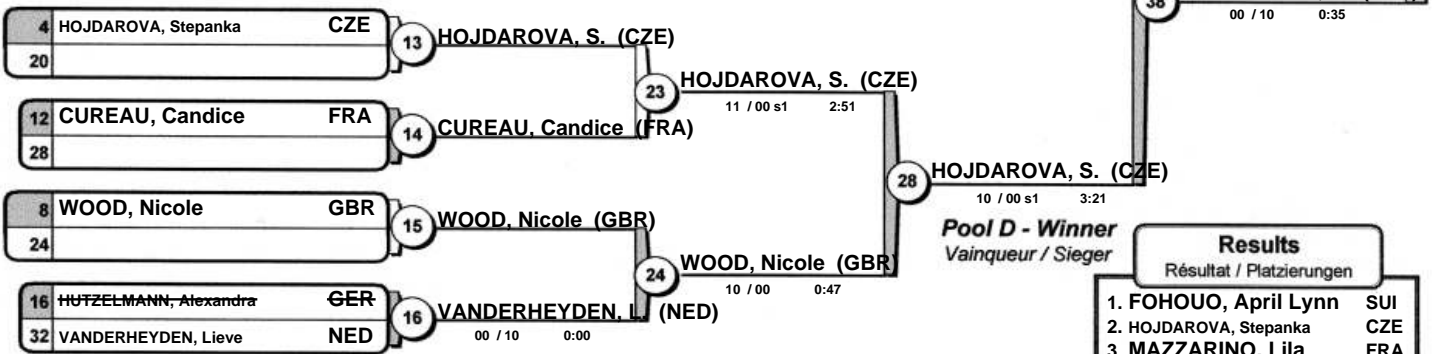 38
00 / 10 0:35
4 HOJDAROVA, Stepanka CZE
20
13 HOJDAROVA, S. (CZE)
23 HOJDAROVA, S. (CZE)
11 / 00 s1 2:51
12 CUREAU, Candice FRA
28
14 CUREAU, Candice (FRA)
28 HOJDAROVA, S. (CZE)
10 / 00 s1 3:21
Pool D - Winner
Vainqueur / Sieger
8 WOOD, Nicole GBR
24
15 WOOD, Nicole (GBR)
24 WOOD, Nicole (GBR)
10 / 00 0:47
16 HUTZELMANN, Alexandra GER
32 VANDERHEYDEN, Lieve NED
16 VANDERHEYDEN, L. (NED)
00 / 10 0:00
Results
Résultat / Platzierungen
1. FOHOUO, April Lynn SUI
2. HOJDAROVA, Stepanka CZE
3. MAZZARINO, Lila FRA